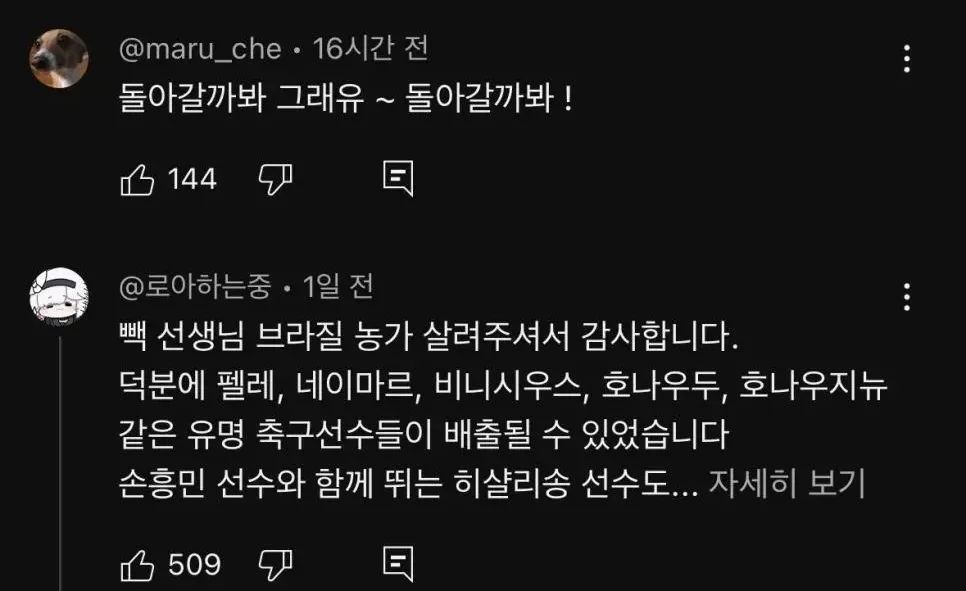 @maru_che • 16시간 전
돌아갈까봐 그래유 ~ 돌아갈까봐 !
144
@로아하는중 • 1일 전
빽 선생님 브라질 농가 살려주셔서 감사합니다.
덕분에 펠레, 네이마르, 비니시우스, 호나우두, 호나우지뉴
같은 유명 축구선수들이 배출될 수 있었습니다
손흥민 선수와 함께 뛰는 히샬리송 선수도... 자세히 보기
509